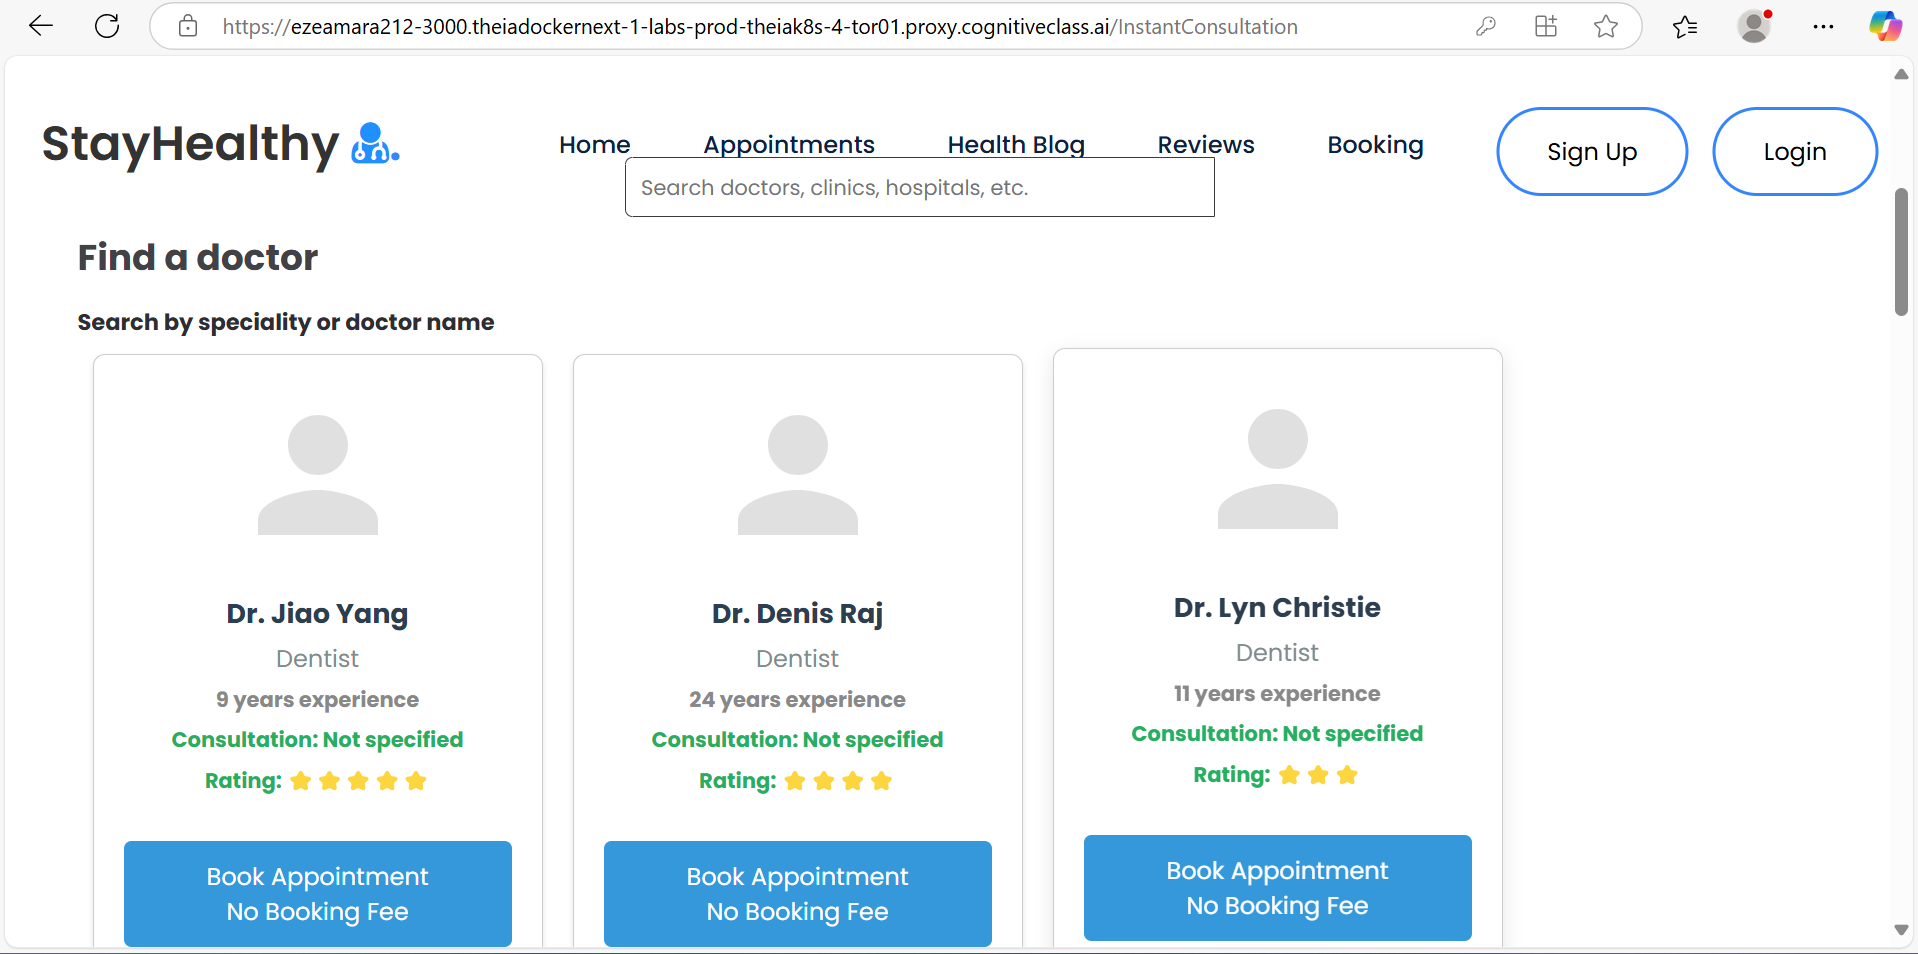 https://ezeamara212-3000.theiadockernext-1-labs-prod-theiak8s-4-tor01.proxy.cognitiveclass.ai/InstantConsultation
StayHealthy
Home Appointments Health Blog Reviews Booking Sign Up Login
Search doctors, clinics, hospitals, etc.
Find a doctor
Search by speciality or doctor name
Dr. Jiao Yang
Dentist
9 years experience
Consultation: Not specified
Rating:
Book Appointment
No Booking Fee
Dr. Denis Raj
Dentist
24 years experience
Consultation: Not specified
Rating:
Book Appointment
No Booking Fee
Dr. Lyn Christie
Dentist
11 years experience
Consultation: Not specified
Rating:
Book Appointment
No Booking Fee